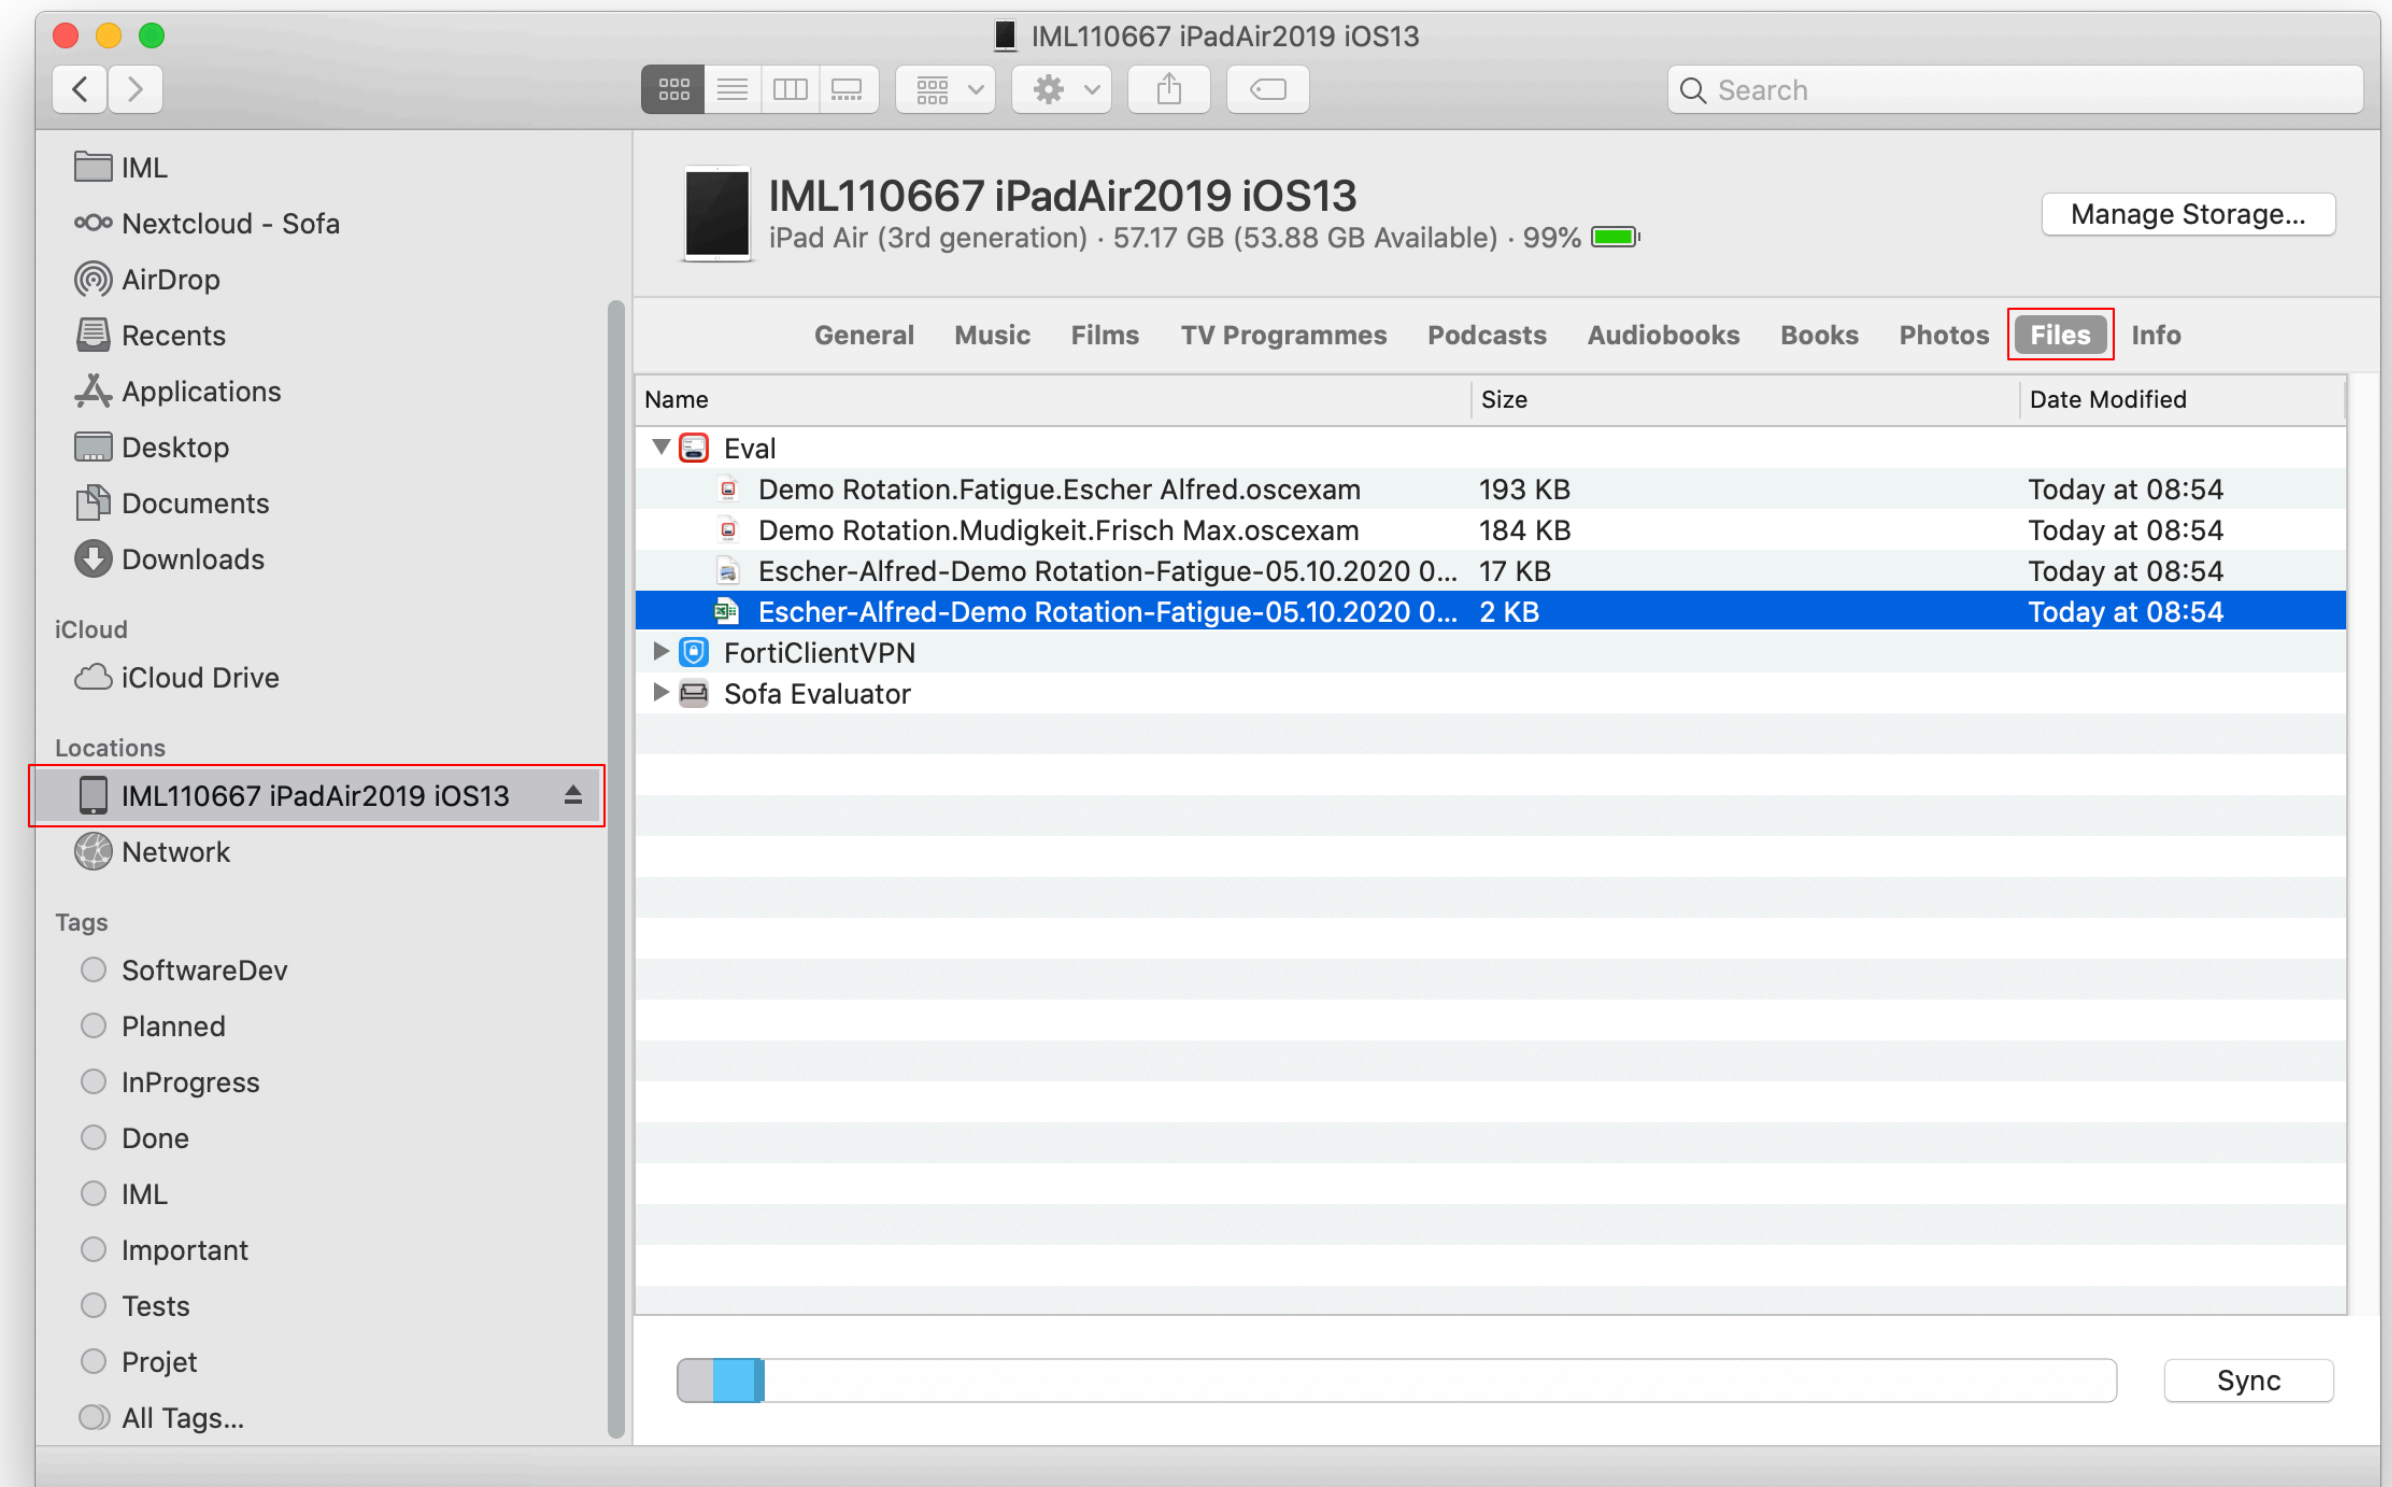 IML110667 iPadAir2019 iOS13
Search
IML
Nextcloud - Sofa
AirDrop
Recents
Applications
Desktop
Documents
Downloads
iCloud
iCloud Drive
Locations
IML110667 iPadAir2019 iOS13
Network
Tags
SoftwareDev
Planned
InProgress
Done
IML
Important
Tests
Projet
All Tags...
IML110667 iPadAir2019 iOS13
iPad Air (3rd generation) · 57.17 GB (53.88 GB Available) · 99%
Manage Storage...
General Music Films TV Programmes Podcasts Audiobooks Books Photos Files Info
Name Size Date Modified
Eval
Demo Rotation.Fatigue.Escher Alfred.oscexam 193 KB Today at 08:54
Demo Rotation.Mudigkeit.Frisch Max.oscexam 184 KB Today at 08:54
Escher-Alfred-Demo Rotation-Fatigue-05.10.2020 0... 17 KB Today at 08:54
Escher-Alfred-Demo Rotation-Fatigue-05.10.2020 0... 2 KB Today at 08:54
FortiClientVPN
Sofa Evaluator
Sync